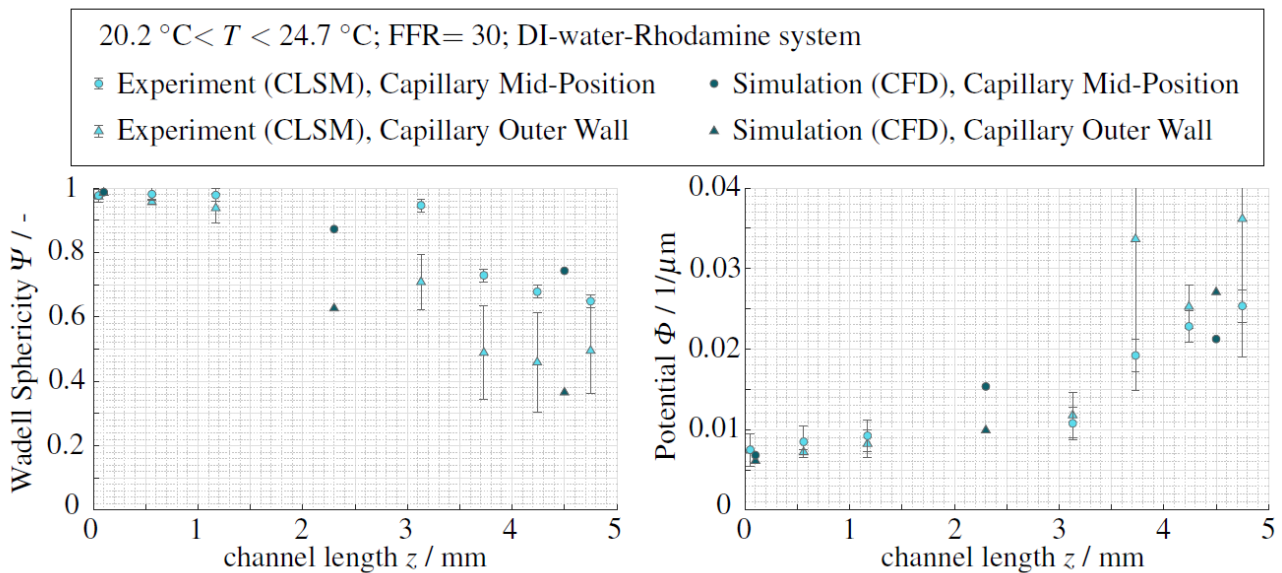 20.2 °C< T < 24.7 °C; FFR= 30; DI-water-Rhodamine system
Experiment (CLSM), Capillary Mid-Position
Simulation (CFD), Capillary Mid-Position
Experiment (CLSM), Capillary Outer Wall
Simulation (CFD), Capillary Outer Wall
Wadell Sphericity Ψ / -
1
0.8
0.6
0.4
0.2
0
0 1 2 3 4 5
channel length z / mm
Potential Φ / 1/μm
0.04
0.03
0.02
0.01
0
0 1 2 3 4 5
channel length z / mm